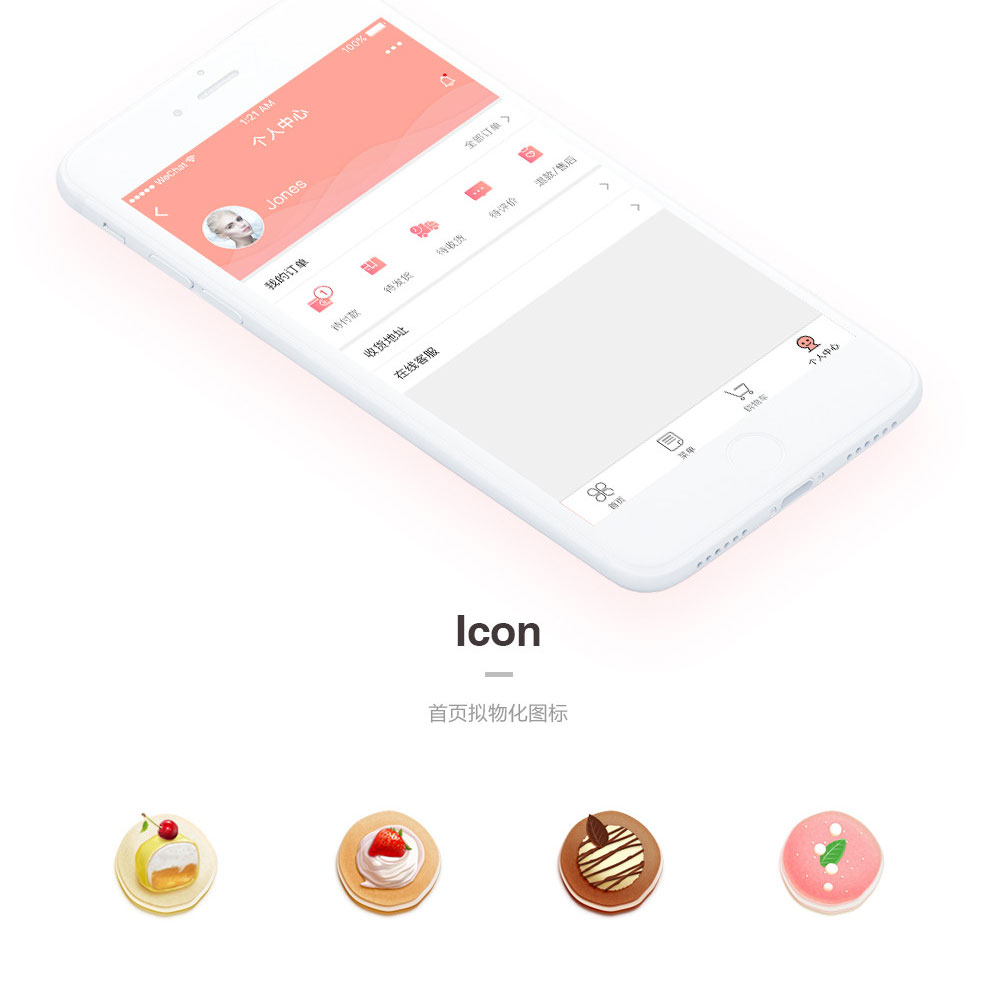 ●●●●● WeChat
1:21 AM
100%
个人中心
Jones
我的订单
全部订单
1
待付款
待发货
待收货
待评价
退款/售后
收货地址
在线客服
首页
菜单
购物车
个人中心
Icon
首页拟物化图标